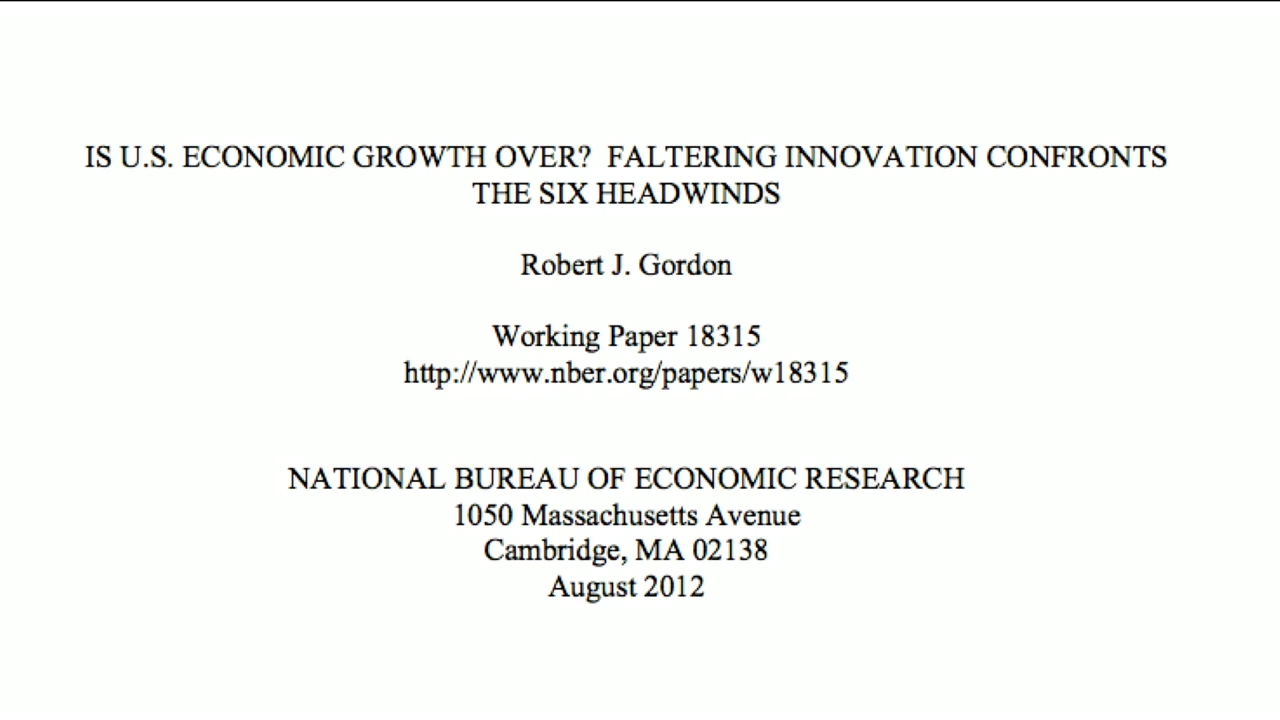 IS U.S. ECONOMIC GROWTH OVER? FALTERING INNOVATION CONFRONTS
THE SIX HEADWINDS
Robert J. Gordon
Working Paper 18315
http://www.nber.org/papers/w18315
NATIONAL BUREAU OF ECONOMIC RESEARCH
1050 Massachusetts Avenue
Cambridge, MA 02138
August 2012